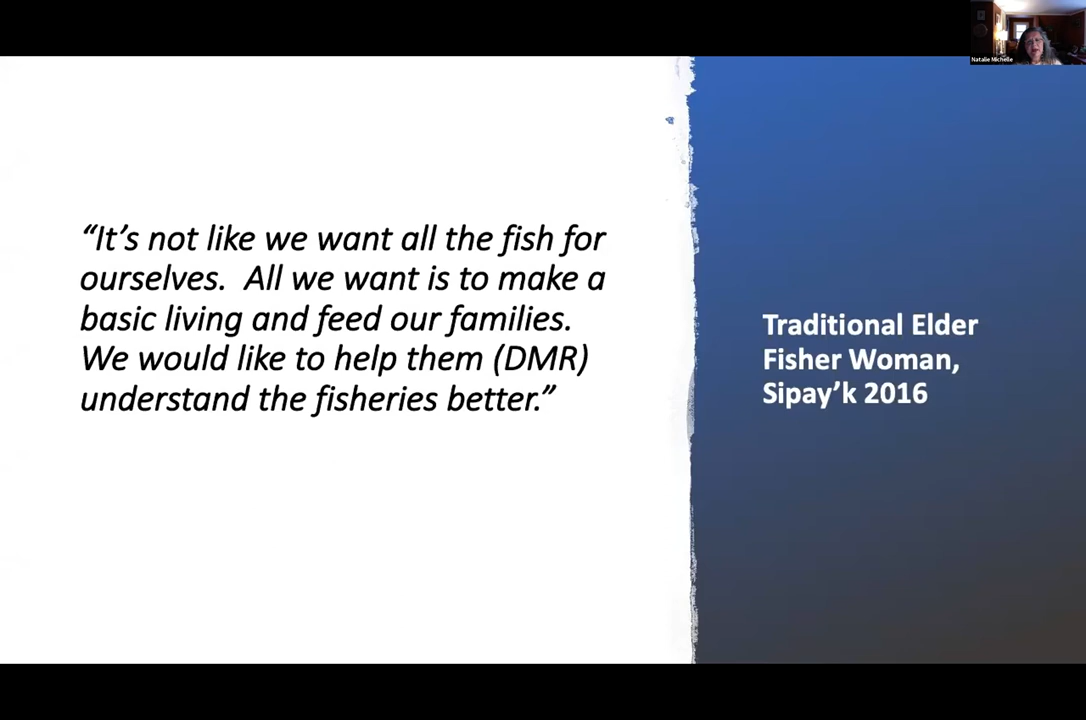 Natalie Michelle
“It’s not like we want all the fish for
ourselves.  All we want is to make a
basic living and feed our families.
We would like to help them (DMR)
understand the fisheries better.”
Traditional Elder
Fisher Woman,
Sipay’k 2016